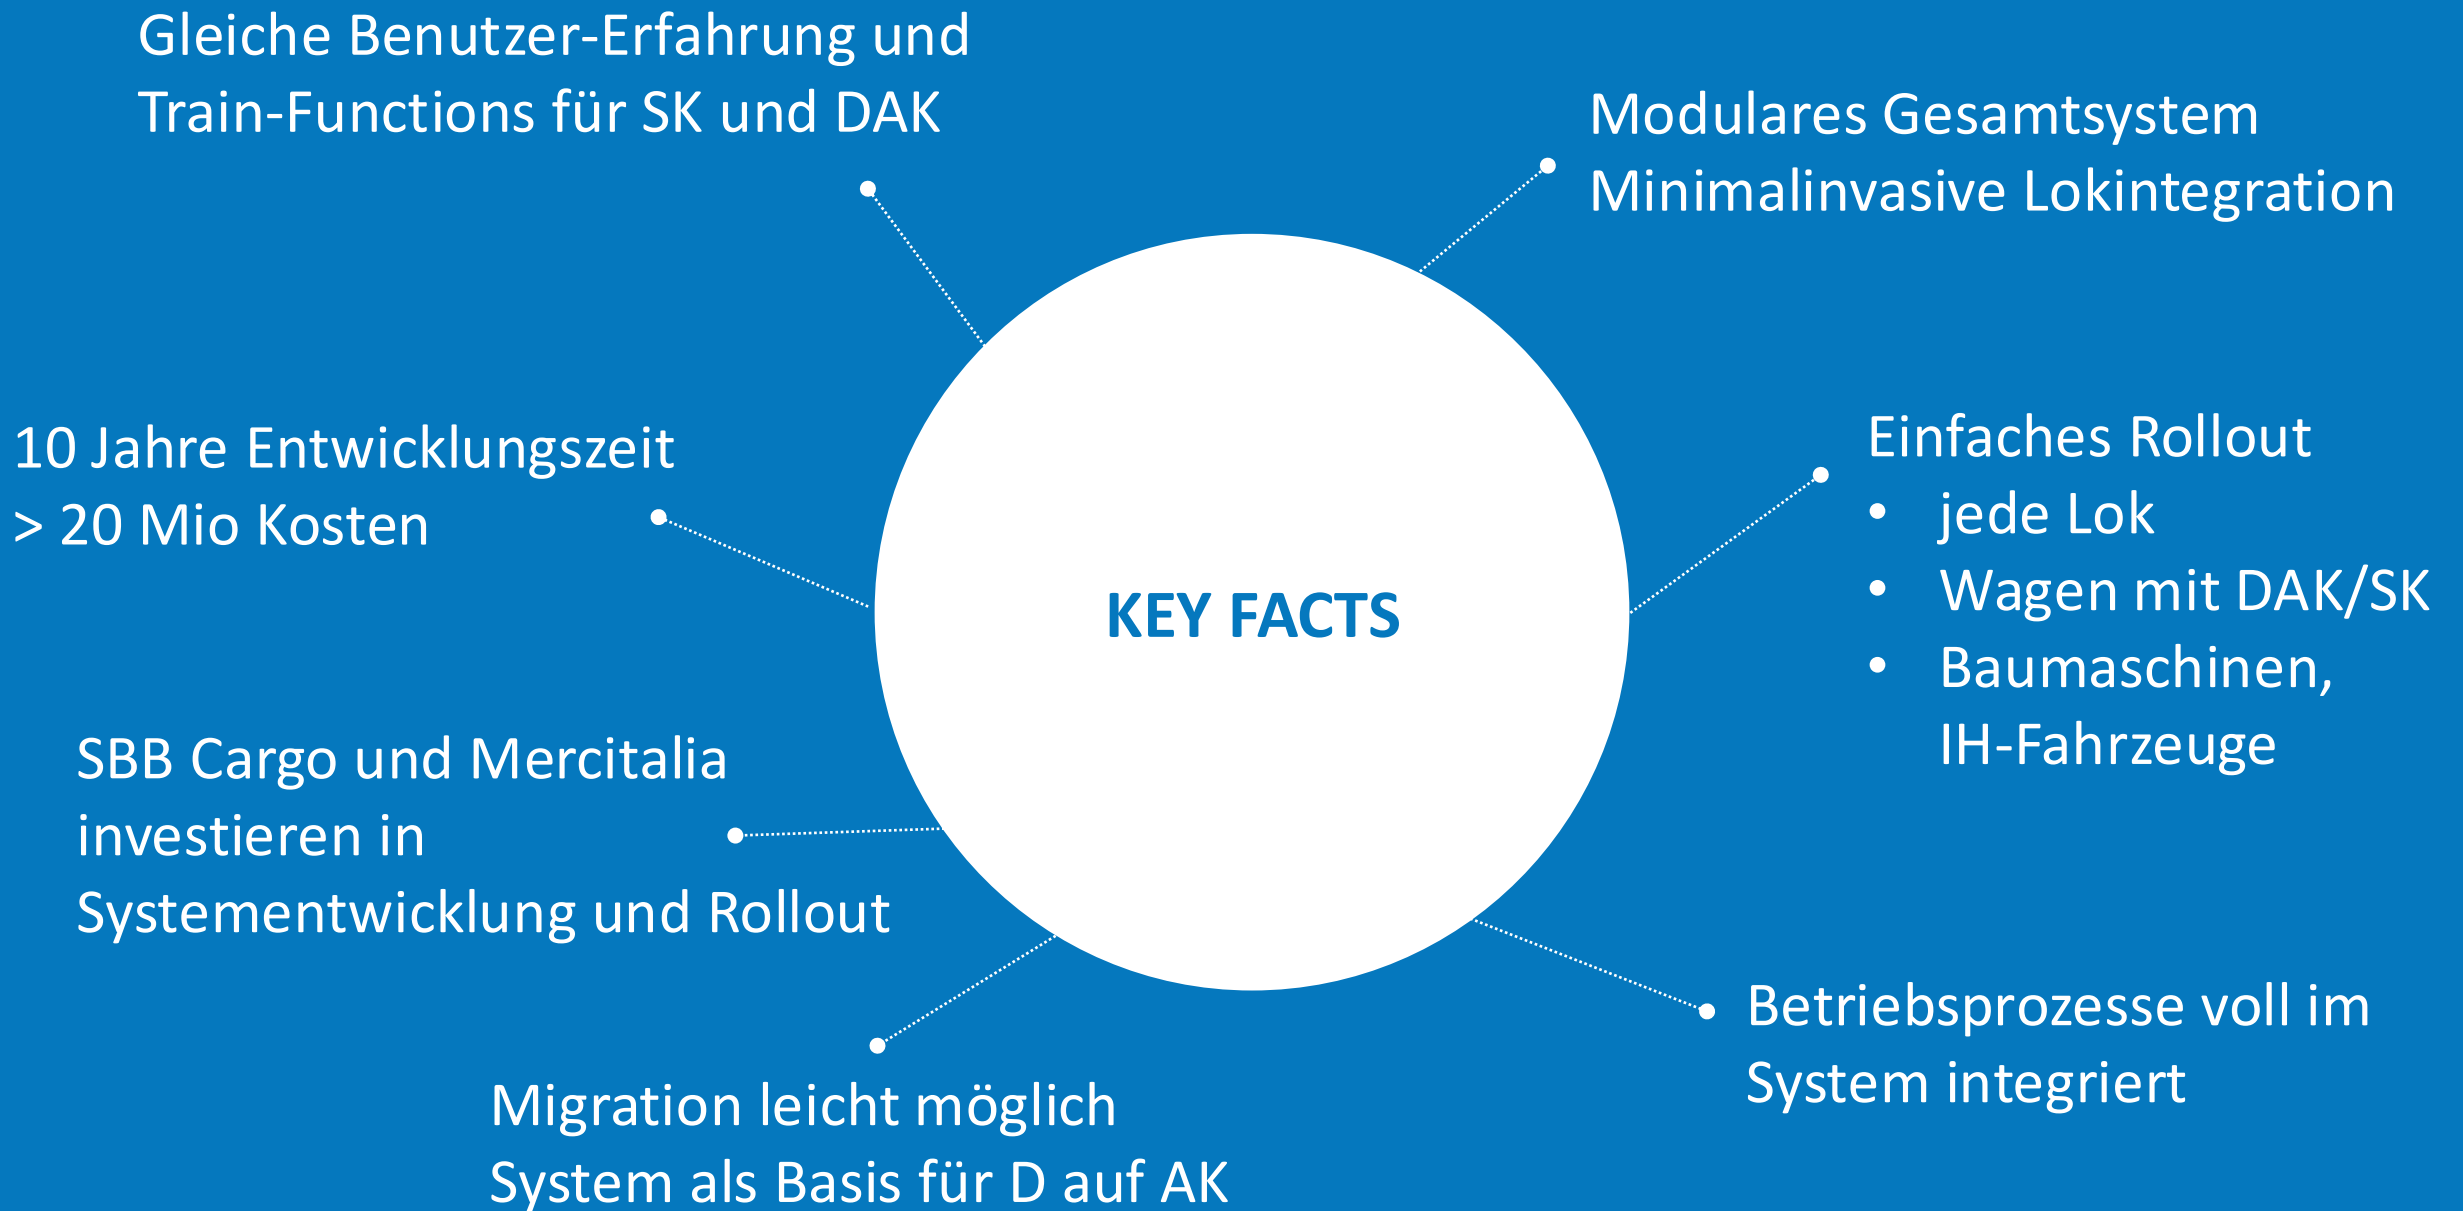 Gleiche Benutzer-Erfahrung und
Train-Functions für SK und DAK
Modulares Gesamtsystem
Minimalinvasive Lokintegration
10 Jahre Entwicklungszeit
> 20 Mio Kosten
Einfaches Rollout
• jede Lok
• Wagen mit DAK/SK
• Baumaschinen,
IH-Fahrzeuge
KEY FACTS
SBB Cargo und Mercitalia
investieren in
Systementwicklung und Rollout
Betriebsprozesse voll im
System integriert
Migration leicht möglich
System als Basis für D auf AK